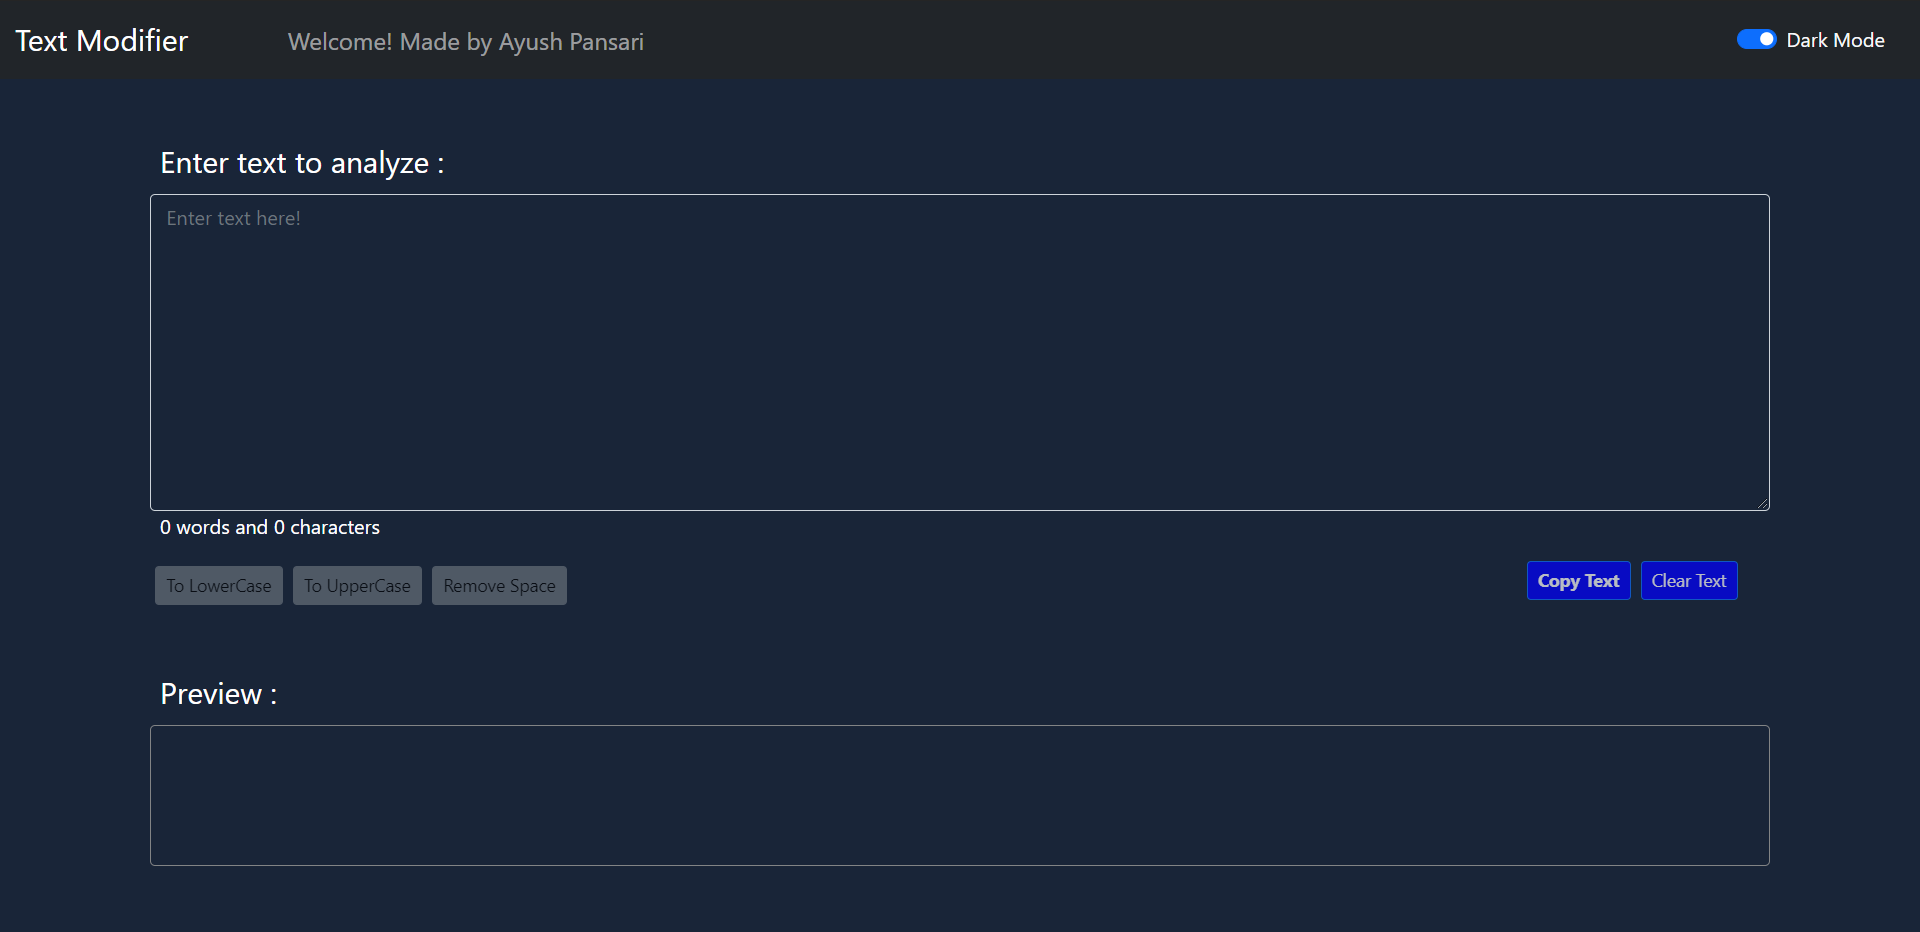 Text Modifier
Welcome! Made by Ayush Pansari
Dark Mode
Enter text to analyze :
Enter text here!
0 words and 0 characters
To LowerCase
To UpperCase
Remove Space
Copy Text
Clear Text
Preview :